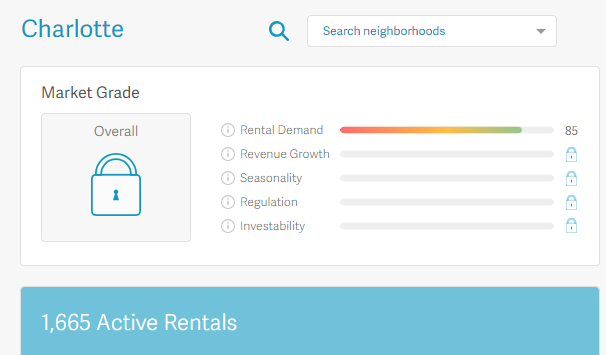 Charlotte
Search neighborhoods
Market Grade
Overall
Rental Demand 85
Revenue Growth
Seasonality
Regulation
Investability
1,665 Active Rentals